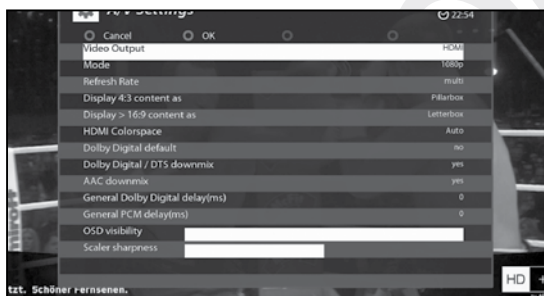 A/V Settings 22:54
Cancel OK
Video Output HDMI
Mode 1080p
Refresh Rate multi
Display 4:3 content as Pillarbox
Display > 16:9 content as Letterbox
HDMI Colorspace Auto
Dolby Digital default no
Dolby Digital / DTS downmix yes
AAC downmix yes
General Dolby Digital delay(ms) 0
General PCM delay(ms) 0
OSD visibility
Scaler sharpness
HD +
tzt. Schöner Fernsehen.